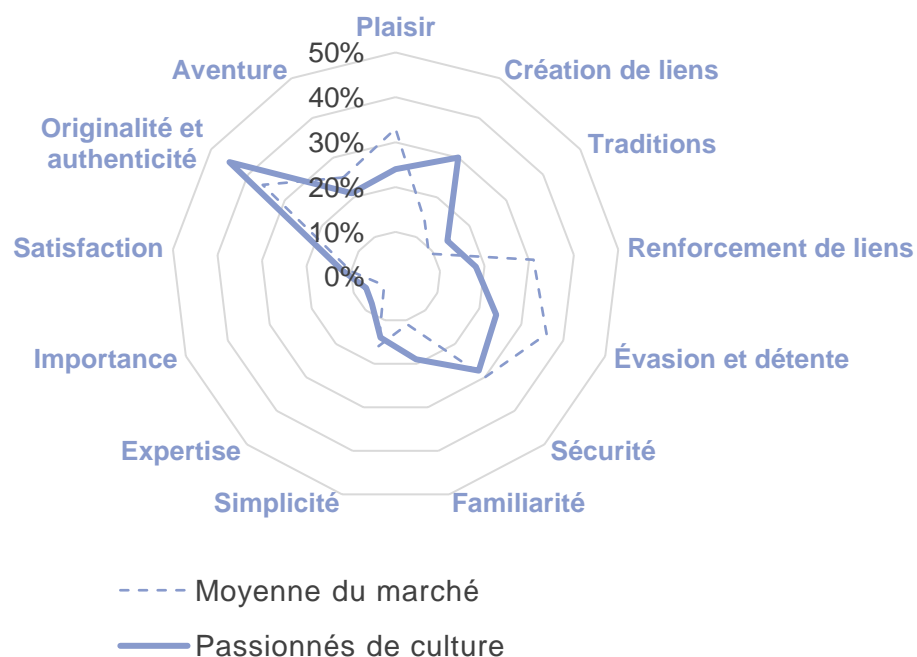 Plaisir
50%
Création de liens
Aventure
40%
Originalité et
authenticité
30%
Traditions
20%
10%
Satisfaction
0%
Renforcement de liens
Importance
Évasion et détente
Expertise
Sécurité
Simplicité
Familiarité
Moyenne du marché
Passionnés de culture